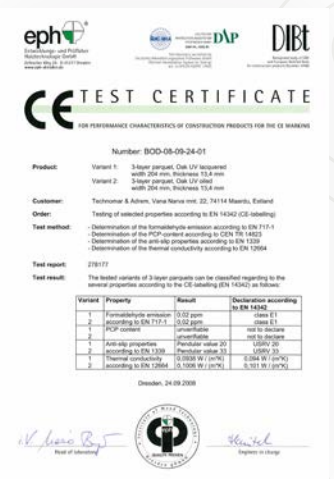 eph
Entwicklungs- und Prüflabor
Holztechnologie GmbH
DAP
DIBt
CE TEST CERTIFICATE
FOR PERFORMANCE CHARACTERISTICS OF CONSTRUCTION PRODUCTS FOR THE CE MARKING
Number: BOD-08-09-24-01
Product: Variant 1: 3-layer parquet, Oak UV lacquered
width 204 mm, thickness 13,4 mm
Variant 2: 3-layer parquet, Oak UV oiled
width 204 mm, thickness 13,4 mm
Customer: Technomar & Adrem, Vana Narva mnt. 22, 74114 Maardu, Estland
Order: Testing of selected properties according to EN 14342 (CE-labelling)
Test method: - Determination of the formaldehyde emission according to EN 717-1
- Determination of the PCP-content according to CEN TR 14823
- Determination of the anti-slip properties according to EN 1339
- Determination of the thermal conductivity according to EN 12664
Test report: 278177
Test result: The tested variants of 3-layer parquets can be classified regarding to the
several properties according to the CE-labelling (EN 14342) as follows:
Variant Property Result Declaration according
to EN 14342
1 Formaldehyde emission 0,02 ppm class E1
2 according to EN 717-1 0,02 ppm class E1
1 PCP content unverifiable not to declare
2 unverifiable not to declare
1 Anti-slip properties Pendular value 20 USRV 20
2 according to EN 1339 Pendular value 33 USRV 33
1 Thermal conductivity 0,0938 W / (m*K) 0,094 W / (m*K)
2 according to EN 12664 0,1006 W / (m*K) 0,101 W / (m*K)
Dresden, 24.09.2008
Head of laboratory
Engineer in charge